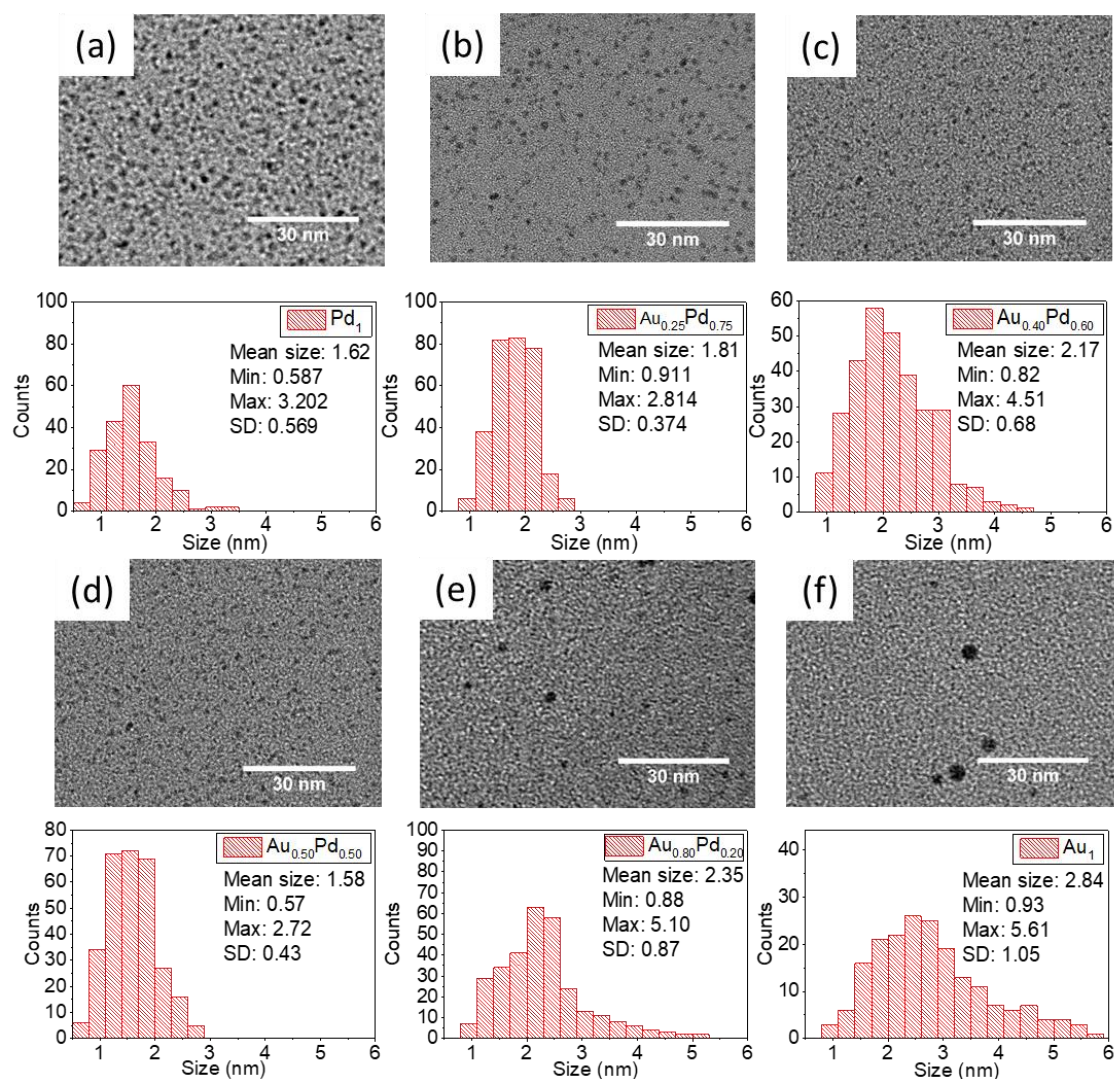 (a)
(b)
(c)
30 nm
30 nm
30 nm
100
80
60
40
20
0
Counts
Pd1
Mean size: 1.62
Min: 0.587
Max: 3.202
SD: 0.569
1 2 3 4 5 6
Size (nm)
100
80
60
40
20
0
Counts
Au0.25Pd0.75
Mean size: 1.81
Min: 0.911
Max: 2.814
SD: 0.374
1 2 3 4 5 6
Size (nm)
60
50
40
30
20
10
0
Counts
Au0.40Pd0.60
Mean size: 2.17
Min: 0.82
Max: 4.51
SD: 0.68
1 2 3 4 5 6
Size (nm)
(d)
(e)
(f)
30 nm
30 nm
30 nm
80
70
60
50
40
30
20
10
0
Counts
Au0.50Pd0.50
Mean size: 1.58
Min: 0.57
Max: 2.72
SD: 0.43
1 2 3 4 5 6
Size (nm)
100
90
80
70
60
50
40
30
20
10
0
Counts
Au0.80Pd0.20
Mean size: 2.35
Min: 0.88
Max: 5.10
SD: 0.87
1 2 3 4 5 6
Size (nm)
40
30
20
10
0
Counts
Au1
Mean size: 2.84
Min: 0.93
Max: 5.61
SD: 1.05
1 2 3 4 5 6
Size (nm)